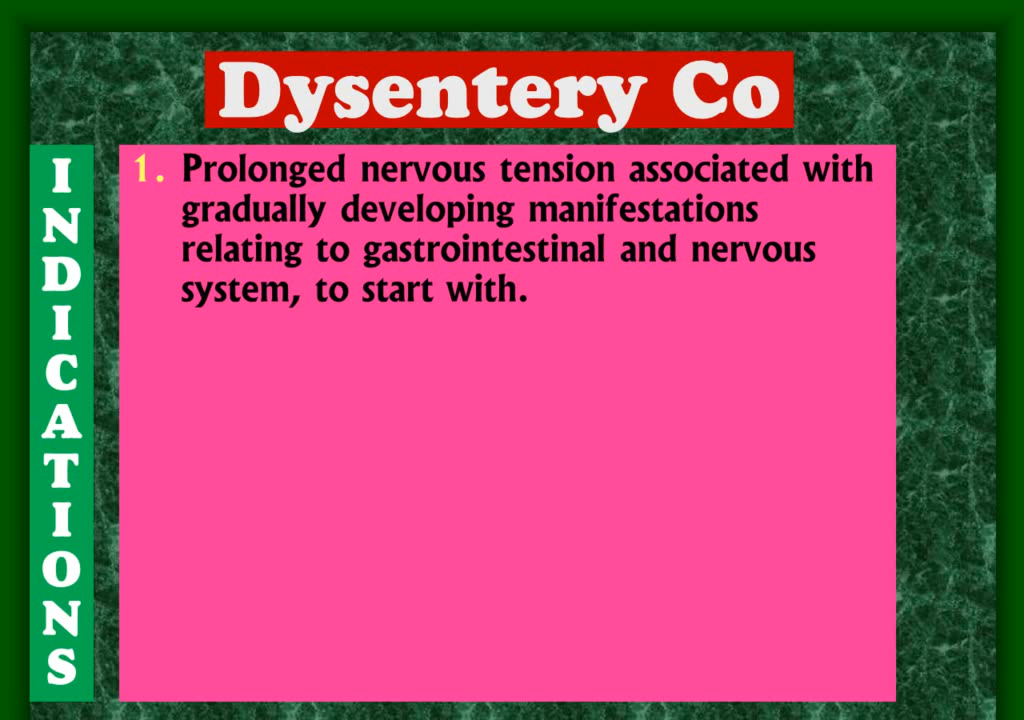 Dysentery Co
INDICATIONS
1. Prolonged nervous tension associated with
gradually developing manifestations
relating to gastrointestinal and nervous
system, to start with.